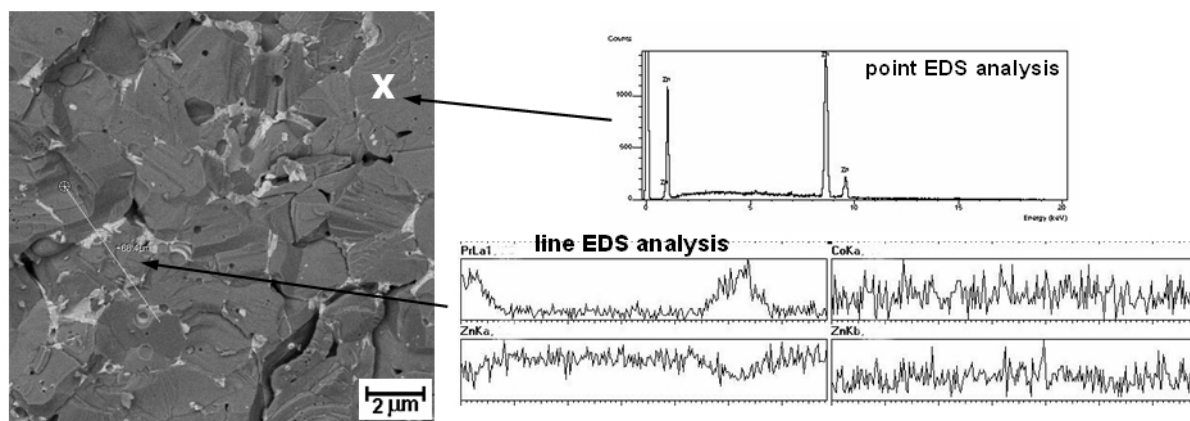 X
2 μm
Counts
1000
500
0
Zn
Zn
Zn
Zn
point EDS analysis
0
5
10
15
20
Energy (keV)
line EDS analysis
PrLa1,
CoKa,
ZnKa,
ZnKb,